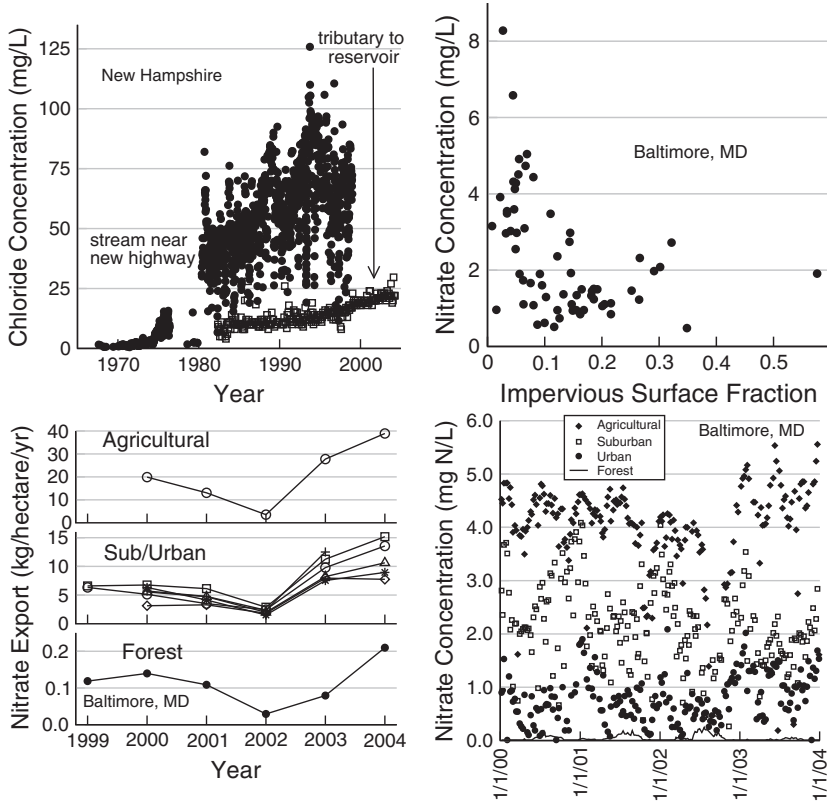 Chloride Concentration (mg/L)
125
100
75
50
25
0
New Hampshire
tributary to
reservoir
stream near
new highway
1970 1980 1990 2000
Year
Nitrate Concentration (mg/L)
8
6
4
2
0
Baltimore, MD
0 0.1 0.2 0.3 0.4 0.5
Impervious Surface Fraction
Nitrate Export (kg/hectare/yr)
40
30
20
10
0
Agricultural
15
10
5
0
Sub/Urban
0.2
0.1
0.0
Forest
Baltimore, MD
1999 2000 2001 2002 2003 2004
Year
Nitrate Concentration (mg N/L)
6.0
5.0
4.0
3.0
2.0
1.0
0.0
Agricultural
Suburban
Urban
Forest
Baltimore, MD
1/1/00
1/1/01
1/1/02
1/1/03
1/1/04